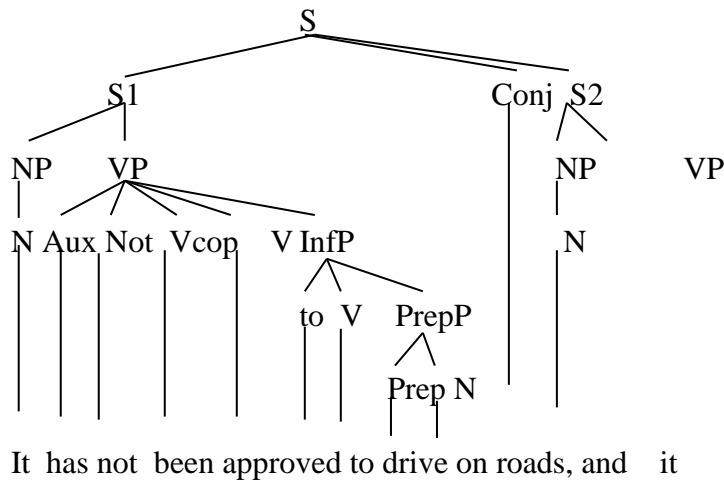 S
S1 Conj S2
NP VP NP VP
N Aux Not Vcop V InfP N
to V PrepP
Prep N
It has not been approved to drive on roads, and it